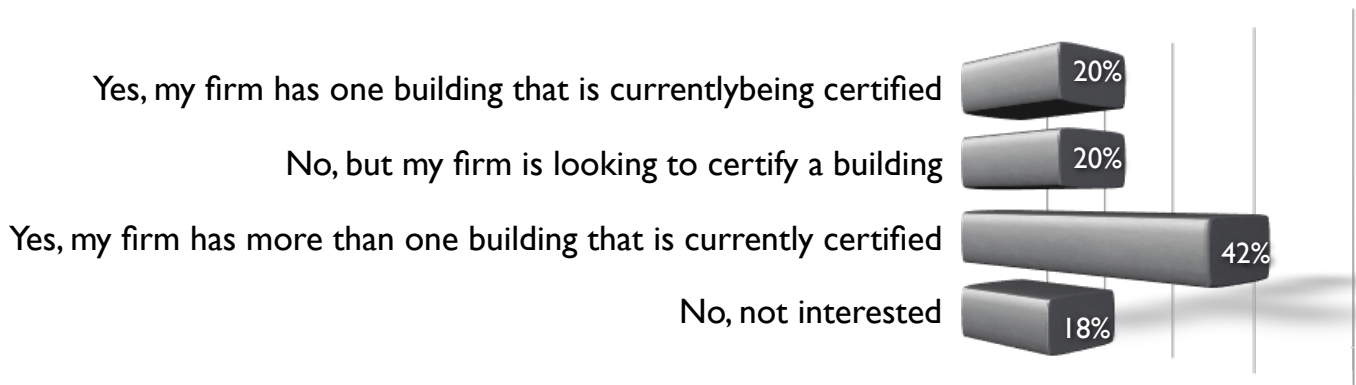 Yes, my firm has one building that is currentlybeing certified 20%
No, but my firm is looking to certify a building 20%
Yes, my firm has more than one building that is currently certified 42%
No, not interested 18%